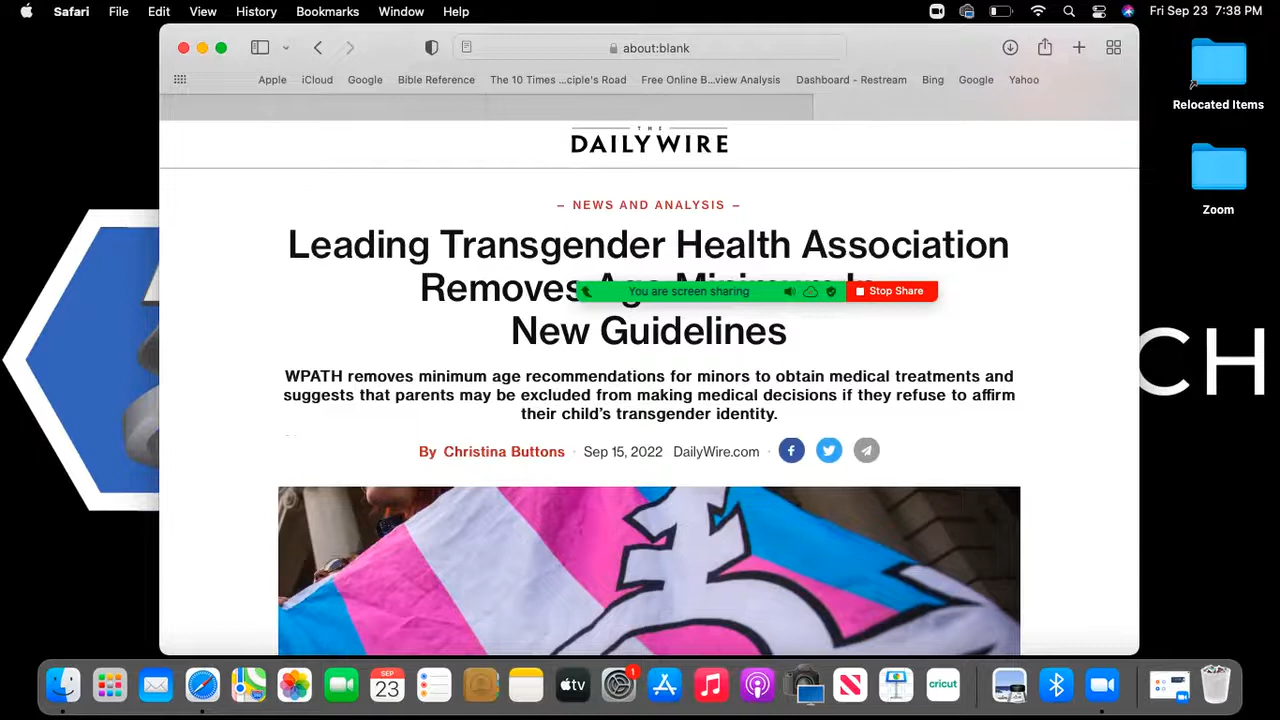 Safari File Edit View History Bookmarks Window Help Fri Sep 23 7:38 PM
about:blank
Apple iCloud Google Bible Reference The 10 Times ...ciple's Road Free Online B...view Analysis Dashboard - Restream Bing Google Yahoo
Relocated Items
Zoom
THE
DAILYWIRE
– NEWS AND ANALYSIS –
Leading Transgender Health Association
Removes
You are screen sharing Stop Share
New Guidelines
WPATH removes minimum age recommendations for minors to obtain medical treatments and
suggests that parents may be excluded from making medical decisions if they refuse to affirm
their child's transgender identity.
By Christina Buttons · Sep 15, 2022 DailyWire.com ·
CH
SEP
23
tv
1
cricut